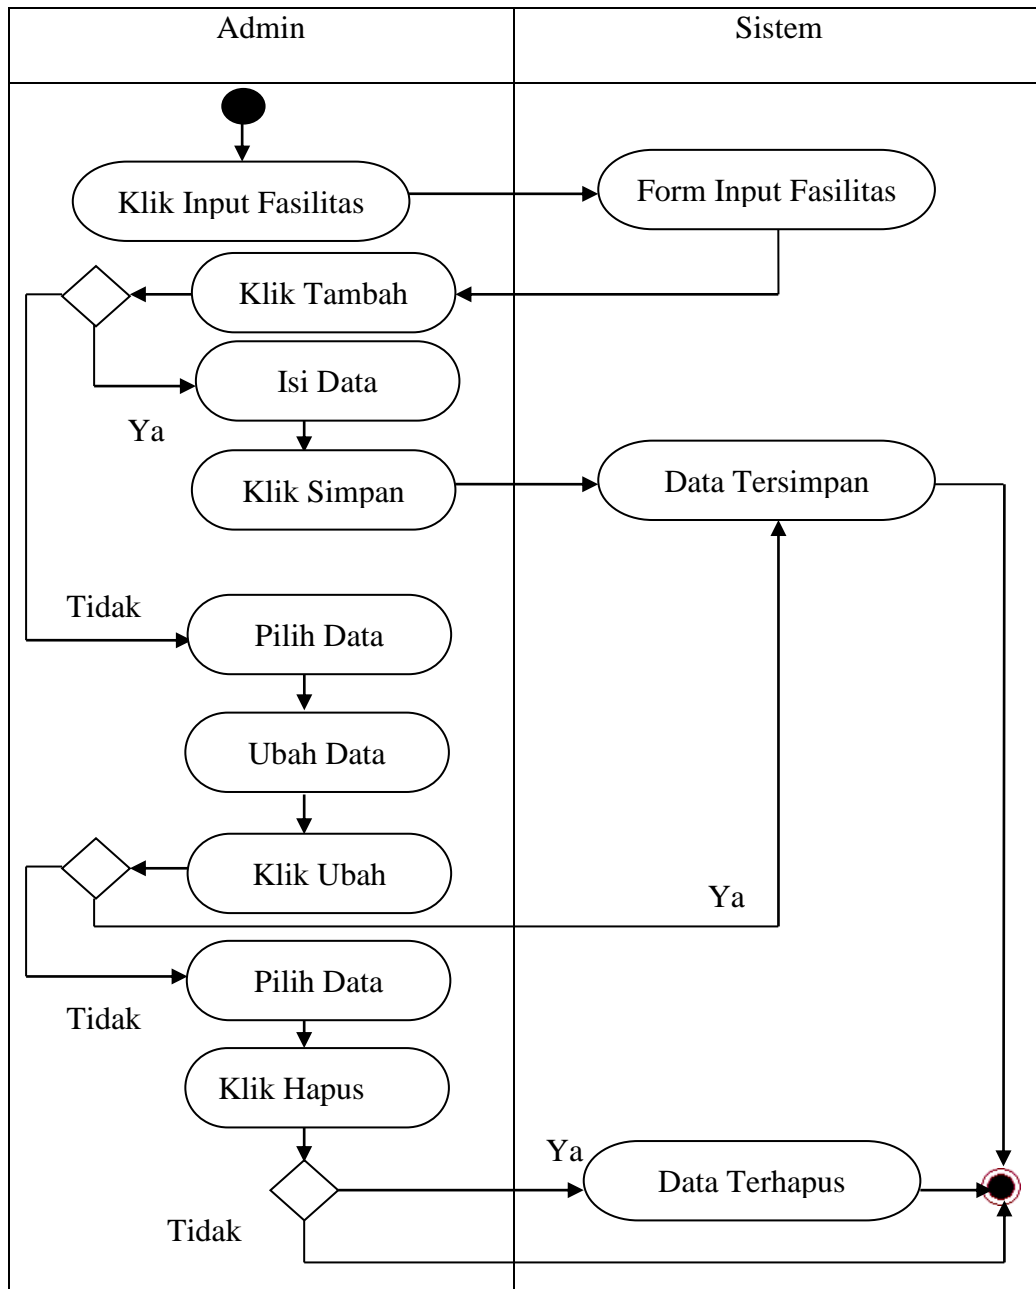 Admin
Sistem
Klik Input Fasilitas
Form Input Fasilitas
Klik Tambah
Isi Data
Ya
Klik Simpan
Data Tersimpan
Tidak
Pilih Data
Ubah Data
Klik Ubah
Ya
Pilih Data
Tidak
Klik Hapus
Ya
Data Terhapus
Tidak